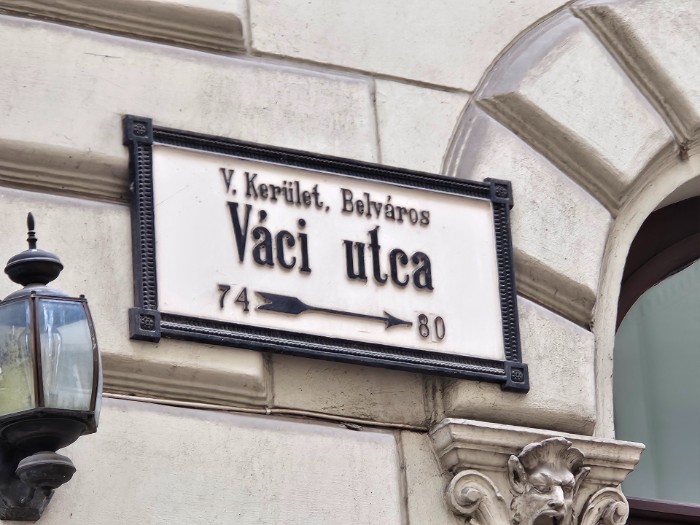 V. Kerület, Belváros
Váci utca
74 80